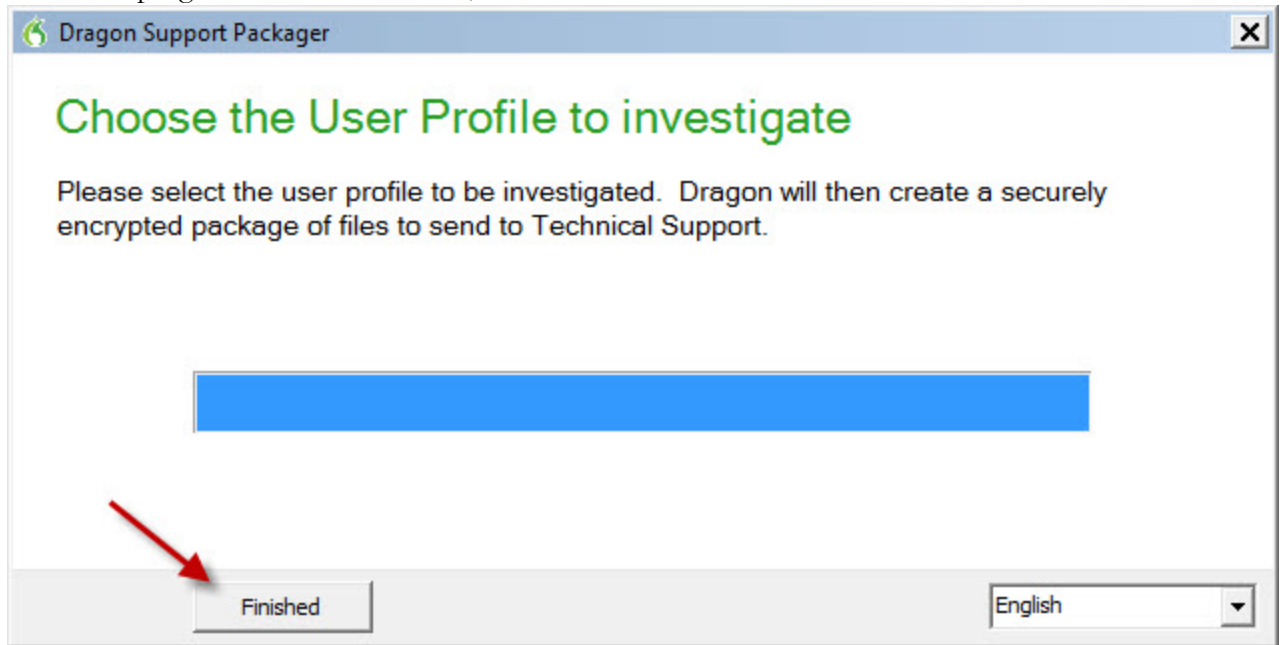 Dragon Support Packager
Choose the User Profile to investigate
Please select the user profile to be investigated.  Dragon will then create a securely
encrypted package of files to send to Technical Support.
Finished
English